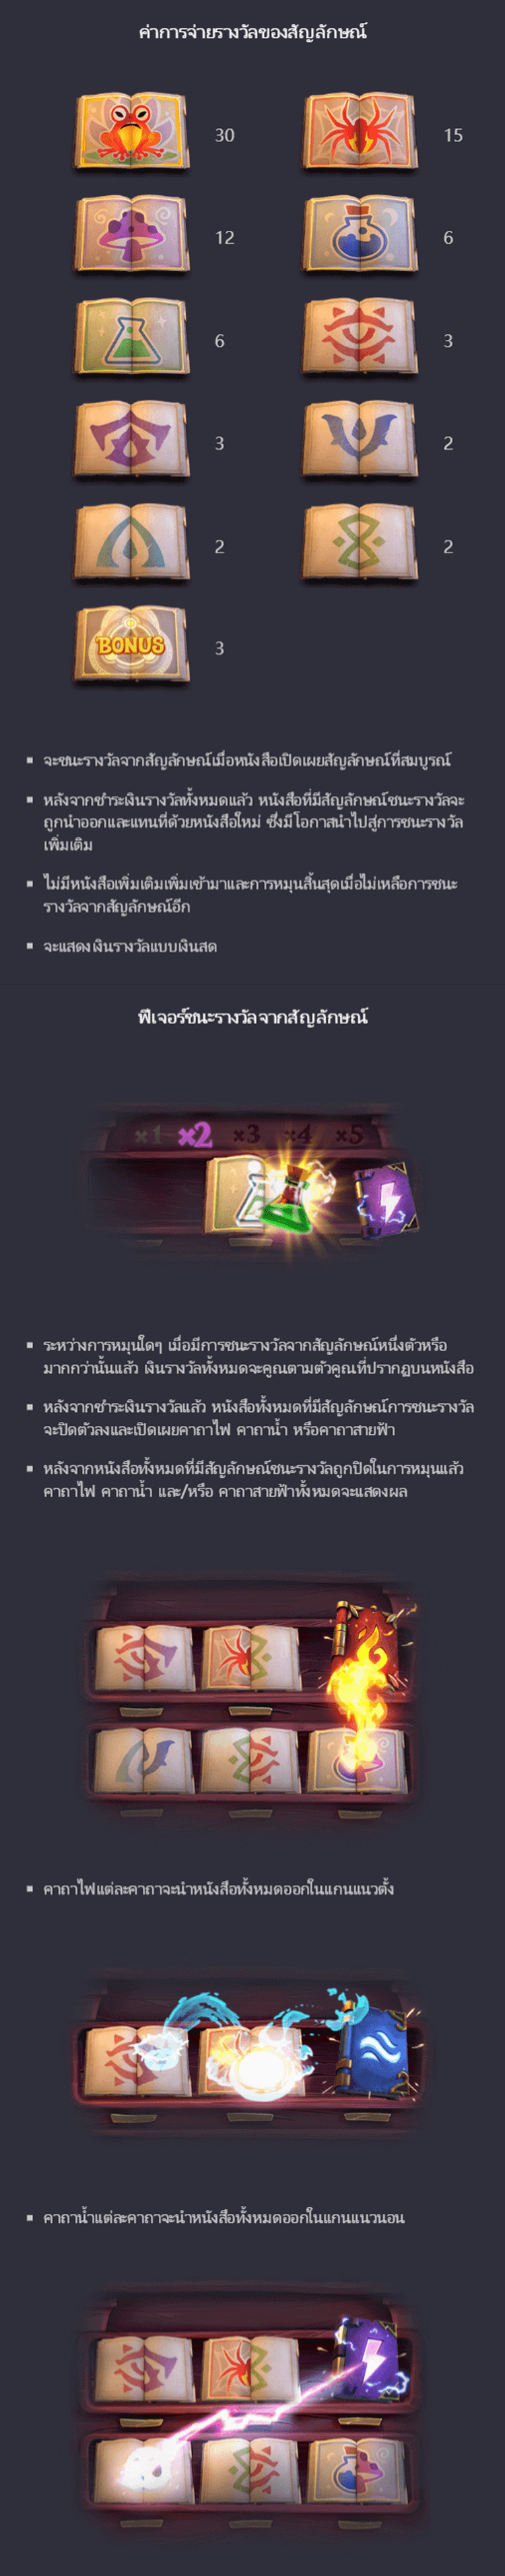 ค่าการจ่ายรางวัลของสัญลักษณ์
30 15
12 6
6 3
3 2
2 2
BONUS 3
จะชนะรางวัลจากสัญลักษณ์เมื่อหนังสือเปิดเผยสัญลักษณ์ที่สมบูรณ์
หลังจากชำระเงินรางวัลทั้งหมดแล้ว หนังสือที่มีสัญลักษณ์ชนะรางวัลจะ
ถูกนำออกและแทนที่ด้วยหนังสือใหม่ ซึ่งมีโอกาสนำไปสู่การชนะรางวัล
เพิ่มเติม
ไม่มีหนังสือเพิ่มเติมเพิ่มเข้ามาและการหมุนสิ้นสุดเมื่อไม่เหลือการชนะ
รางวัลจากสัญลักษณ์อีก
จะแสดงเงินรางวัลแบบเงินสด
ฟีเจอร์ชนะรางวัลจากสัญลักษณ์
x1 x2 x3 x4 x5
ระหว่างการหมุนใดๆ เมื่อมีการชนะรางวัลจากสัญลักษณ์หนึ่งตัวหรือ
มากกว่านั้นแล้ว เงินรางวัลทั้งหมดจะคูณตามตัวคูณที่ปรากฏบนหนังสือ
หลังจากชำระเงินรางวัลแล้ว หนังสือทั้งหมดที่มีสัญลักษณ์การชนะรางวัล
จะปิดตัวลงและเปิดเผยคาถาไฟ คาถาน้ำ หรือคาถาสายฟ้า
หลังจากหนังสือทั้งหมดที่มีสัญลักษณ์ชนะรางวัลถูกปิดในการหมุนแล้ว
คาถาไฟ คาถาน้ำ และ/หรือ คาถาสายฟ้าทั้งหมดจะแสดงผล
คาถาไฟแต่ละคาถาจะนำหนังสือทั้งหมดออกในแกนแนวตั้ง
คาถาน้ำแต่ละคาถาจะนำหนังสือทั้งหมดออกในแกนแนวนอน